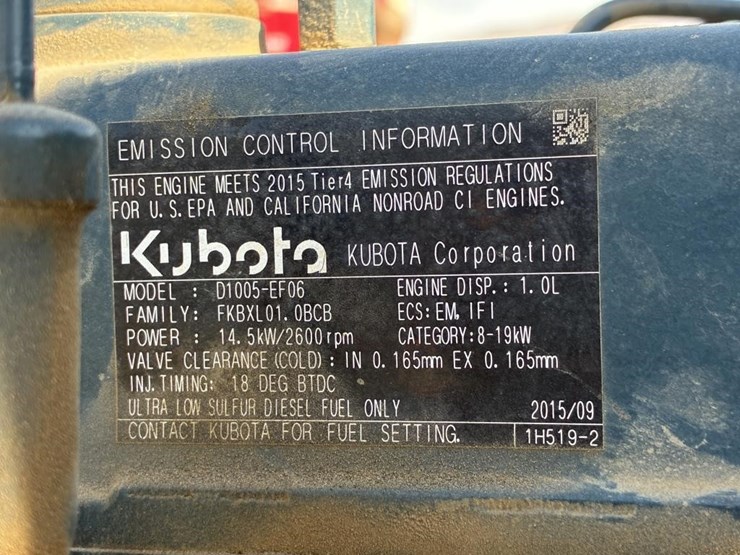 EMISSION CONTROL INFORMATION
THIS ENGINE MEETS 2015 Tier4 EMISSION REGULATIONS
FOR U.S. EPA AND CALIFORNIA NONROAD CI ENGINES.
Kubota KUBOTA Corporation
MODEL : D1005-EF06 ENGINE DISP.: 1.0L
FAMILY: FKBXL01.0BCB ECS: EM, IFI
POWER : 14.5kW/2600rpm CATEGORY:8-19kW
VALVE CLEARANCE (COLD) : IN 0.165mm EX 0.165mm
INJ.TIMING: 18 DEG BTDC
ULTRA LOW SULFUR DIESEL FUEL ONLY 2015/09
CONTACT KUBOTA FOR FUEL SETTING. 1H519-2